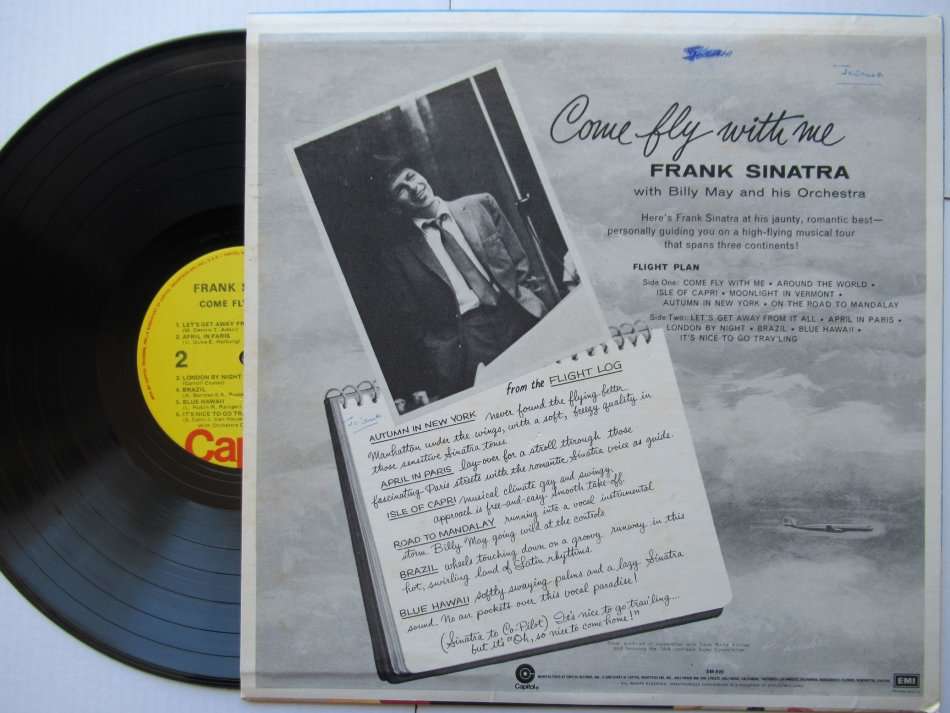 Come fly with me
FRANK SINATRA
with Billy May and his Orchestra
Here's Frank Sinatra at his jaunty, romantic best—
personally guiding you on a high-flying musical tour
that spans three continents!
FLIGHT PLAN
Side One: COME FLY WITH ME • AROUND THE WORLD •
ISLE OF CAPRI • MOONLIGHT IN VERMONT •
AUTUMN IN NEW YORK • ON THE ROAD TO MANDALAY
Side Two: LET'S GET AWAY FROM IT ALL • APRIL IN PARIS •
LONDON BY NIGHT • BRAZIL • BLUE HAWAII •
IT'S NICE TO GO TRAV'LING
from the FLIGHT LOG
AUTUMN IN NEW YORK never found the flying better.
Manhattan under the wings, with a soft, breezy quality in
those sensitive Sinatra tones.
APRIL IN PARIS lay-over for a stroll through those
fascinating Paris streets with the romantic Sinatra voice as guide.
ISLE OF CAPRI musical climate gay and swingy,
approach is free-and-easy. Smooth take-off.
ROAD TO MANDALAY running into a vocal instrumental
storm. Billy May going wild at the controls.
BRAZIL wheels touching down on a groovy runway in this
hot, swirling land of Latin rhythms.
BLUE HAWAII softly swaying palms and a lazy Sinatra
sound. No air pockets over this vocal paradise!
(Sinatra to Co-Pilot) It's nice to go trav'ling...
but it's "Oh, so nice to come home!"
Capitol
EMI
FRANK S
COME FL
1. LET'S GET AWAY FRO
2. APRIL IN PARIS
2
3. LONDON BY NIGHT
(Carroll Coates)
4. BRAZIL
5. BLUE HAWAII
6. IT'S NICE TO GO TRA
Cap